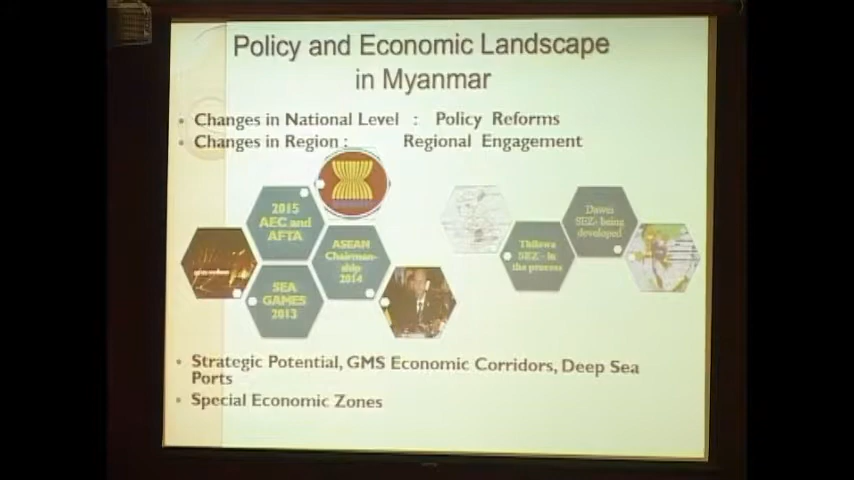 Policy and Economic Landscape
in Myanmar
• Changes in National Level : Policy Reforms
• Changes in Region : Regional Engagement
2015
AEC and
AFTA
ASEAN
Chairman-
ship
2014
SEA
GAMES
2013
Dawei
SEZ- being
developed
Thilawa
SEZ - in
the process
• Strategic Potential, GMS Economic Corridors, Deep Sea
Ports
• Special Economic Zones